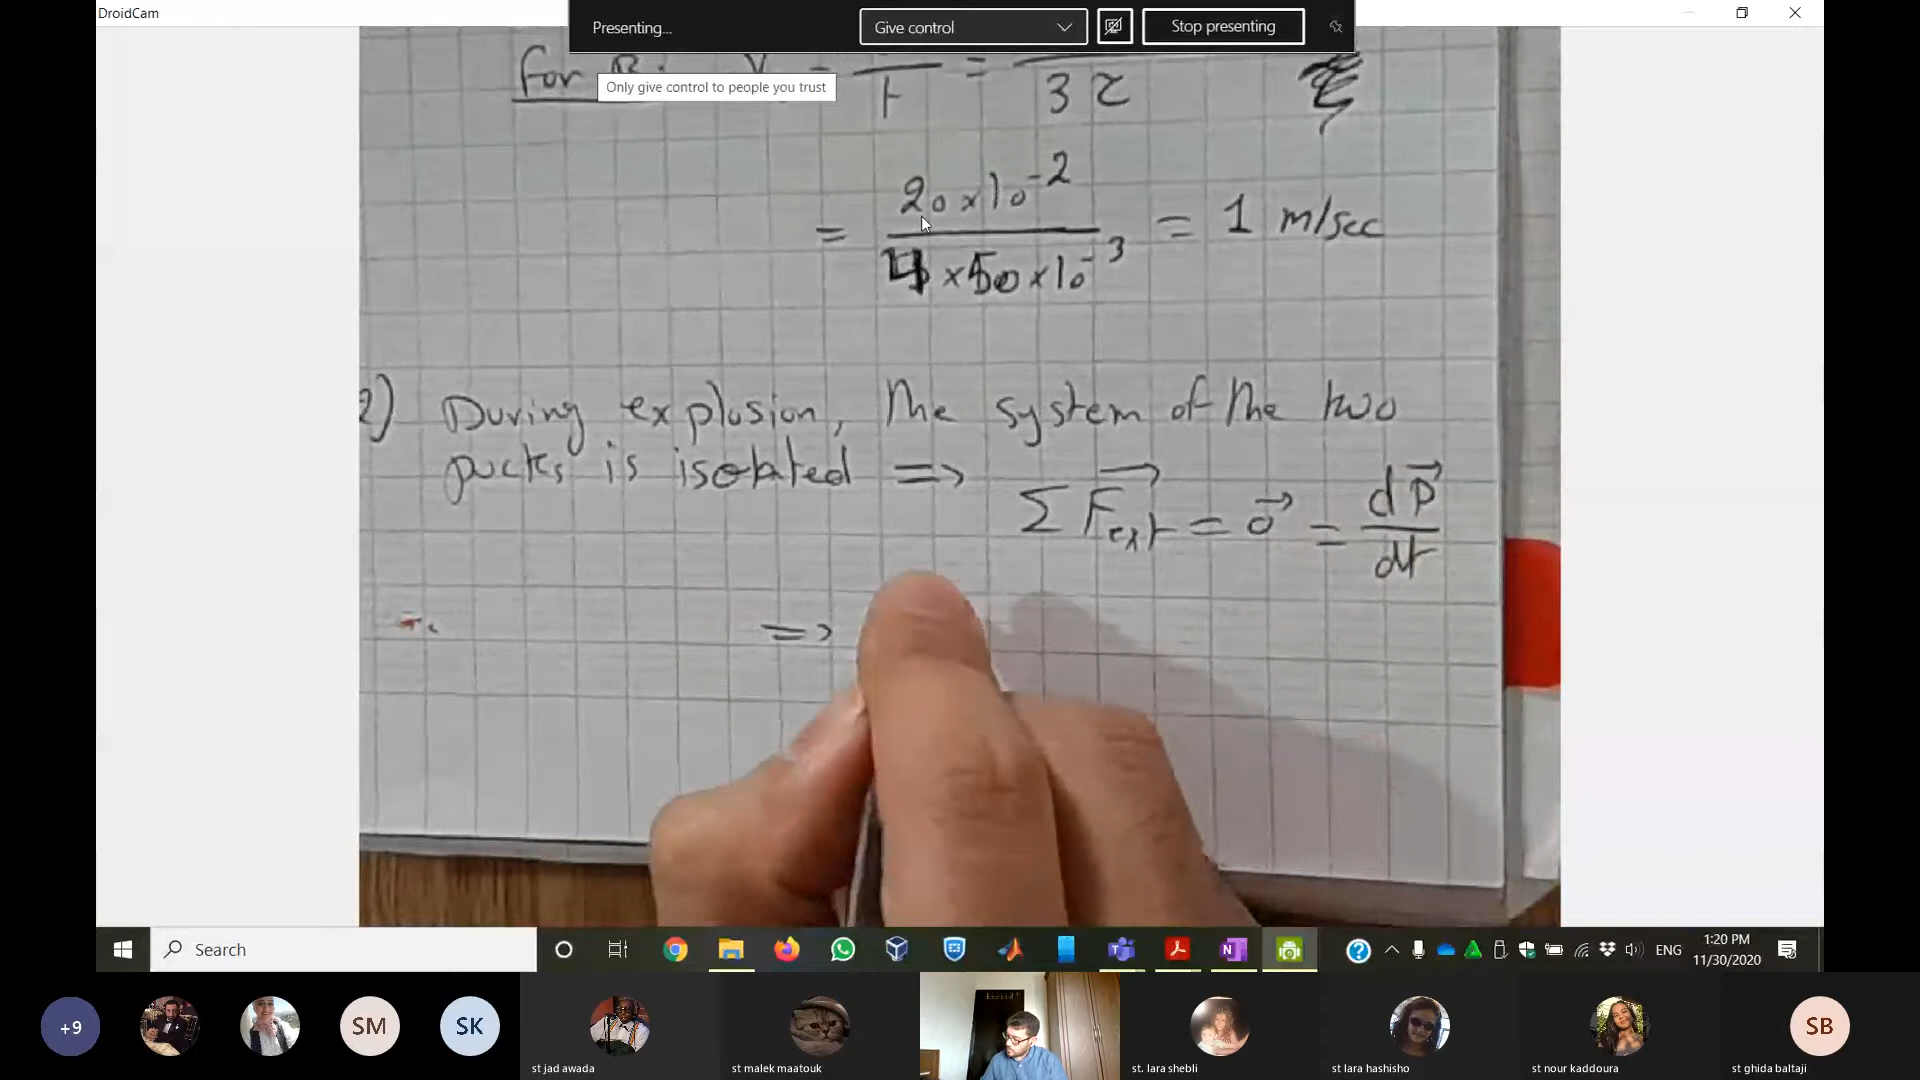 DroidCam
Presenting...
Give control
Stop presenting
Only give control to people you trust
For B:
t
=
3 τ
= 20 x 10^-2 / 4 x 50 x 10^-3 = 1 m/sec
2) During explosion, the system of the two
pucks is isolated => Σ F⃗ext = 0⃗ = dP⃗/dt
=>
Search
ENG
1:20 PM
11/30/2020
+9
SM
SK
SB
st jad awada
st malek maatouk
st. lara shebli
st lara hashisho
st nour kaddoura
st ghida baltaji